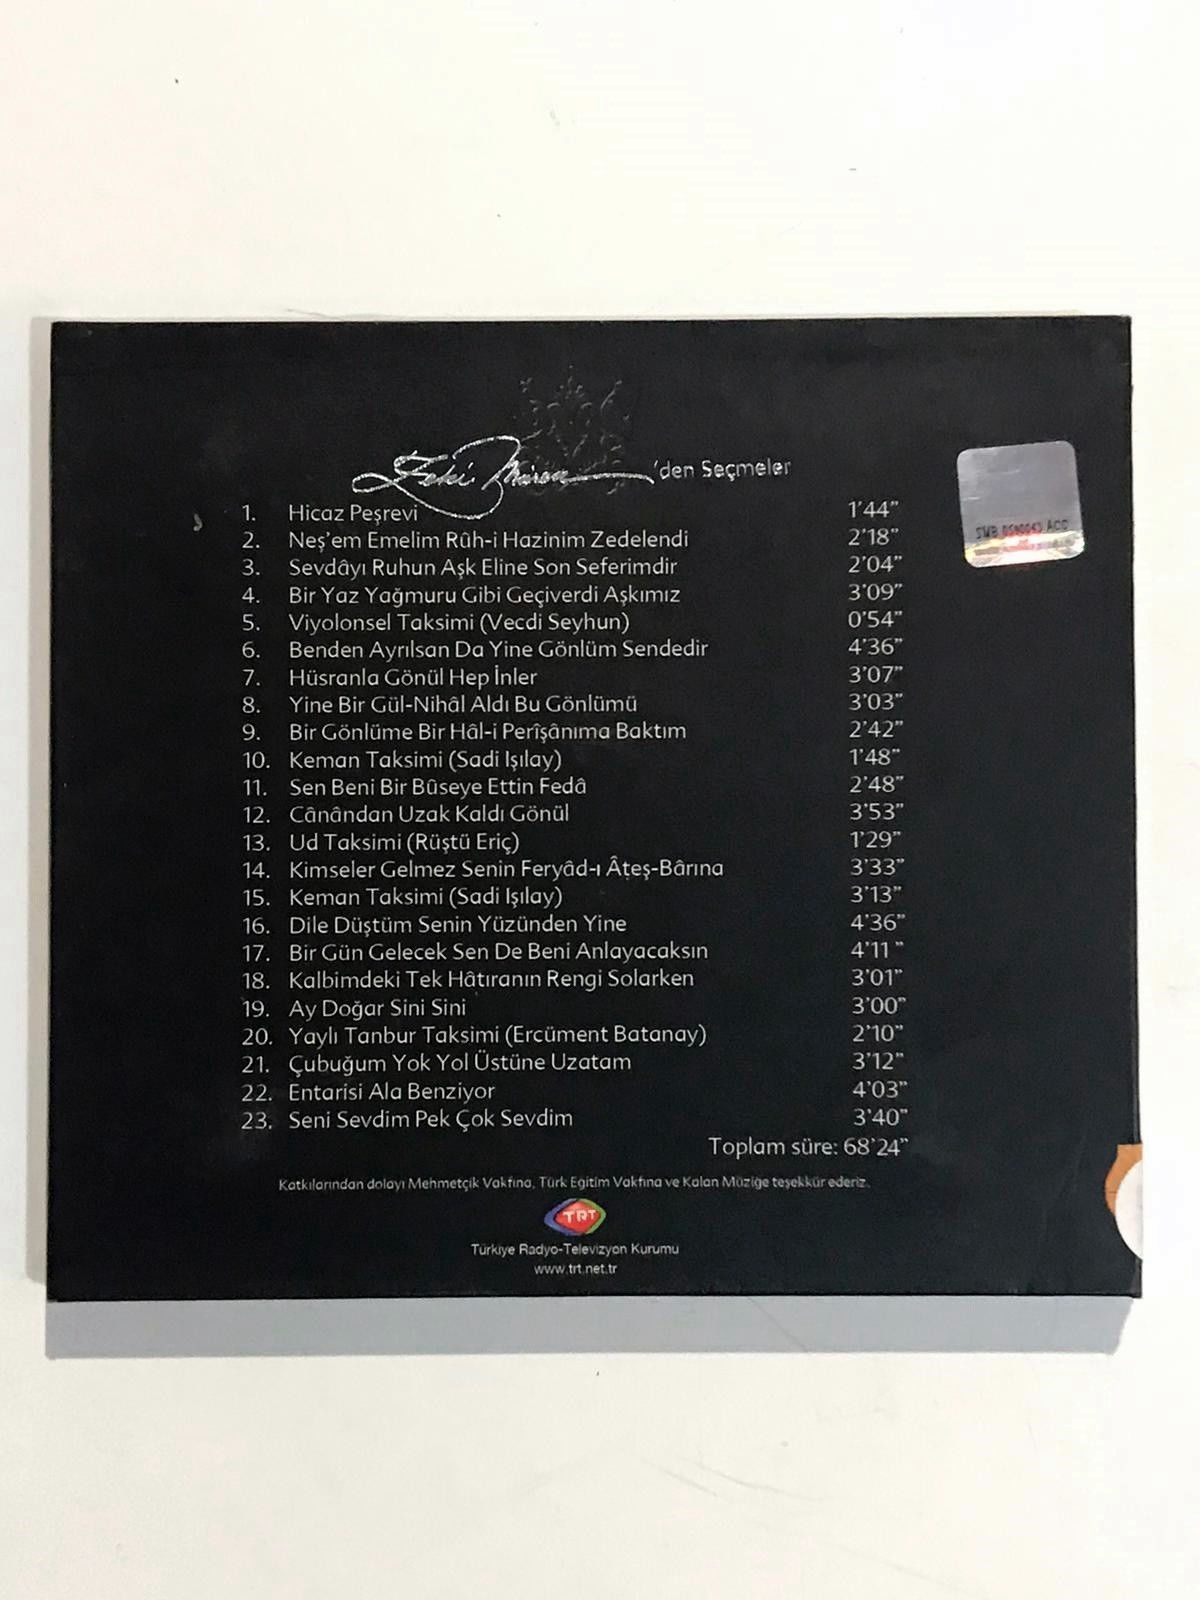 Zeki Müren'den Seçmeler
1. Hicaz Peşrevi 1'44"
2. Neş'em Emelim Rûh-i Hazinim Zedelendi 2'18"
3. Sevdâyı Ruhun Aşk Eline Son Seferimdir 2'04"
4. Bir Yaz Yağmuru Gibi Geçiverdi Aşkımız 3'09"
5. Viyolonsel Taksimi (Vecdi Seyhun) 0'54"
6. Benden Ayrılsan Da Yine Gönlüm Sendedir 4'36"
7. Hüsranla Gönül Hep İnler 3'07"
8. Yine Bir Gül-Nihâl Aldı Bu Gönlümü 3'03"
9. Bir Gönlüme Bir Hâl-i Perîşânıma Baktım 2'42"
10. Keman Taksimi (Sadi Işılay) 1'48"
11. Sen Beni Bir Bûseye Ettin Fedâ 2'48"
12. Cânândan Uzak Kaldı Gönül 3'53"
13. Ud Taksimi (Rüştü Eriç) 1'29"
14. Kimseler Gelmez Senin Feryâd-ı Âteş-Bârına 3'33"
15. Keman Taksimi (Sadi Işılay) 3'13"
16. Dile Düştüm Senin Yüzünden Yine 4'36"
17. Bir Gün Gelecek Sen De Beni Anlayacaksın 4'11"
18. Kalbimdeki Tek Hâtıranın Rengi Solarken 3'01"
19. Ay Doğar Sini Sini 3'00"
20. Yaylı Tanbur Taksimi (Ercüment Batanay) 2'10"
21. Çubuğum Yok Yol Üstüne Uzatam 3'12"
22. Entarisi Ala Benziyor 4'03"
23. Seni Sevdim Pek Çok Sevdim 3'40"
Toplam süre: 68'24"
Katkılarından dolayı Mehmetçik Vakfına, Türk Eğitim Vakfına ve Kalan Müziğe teşekkür ederiz.
TRT
Türkiye Radyo-Televizyon Kurumu
www.trt.net.tr